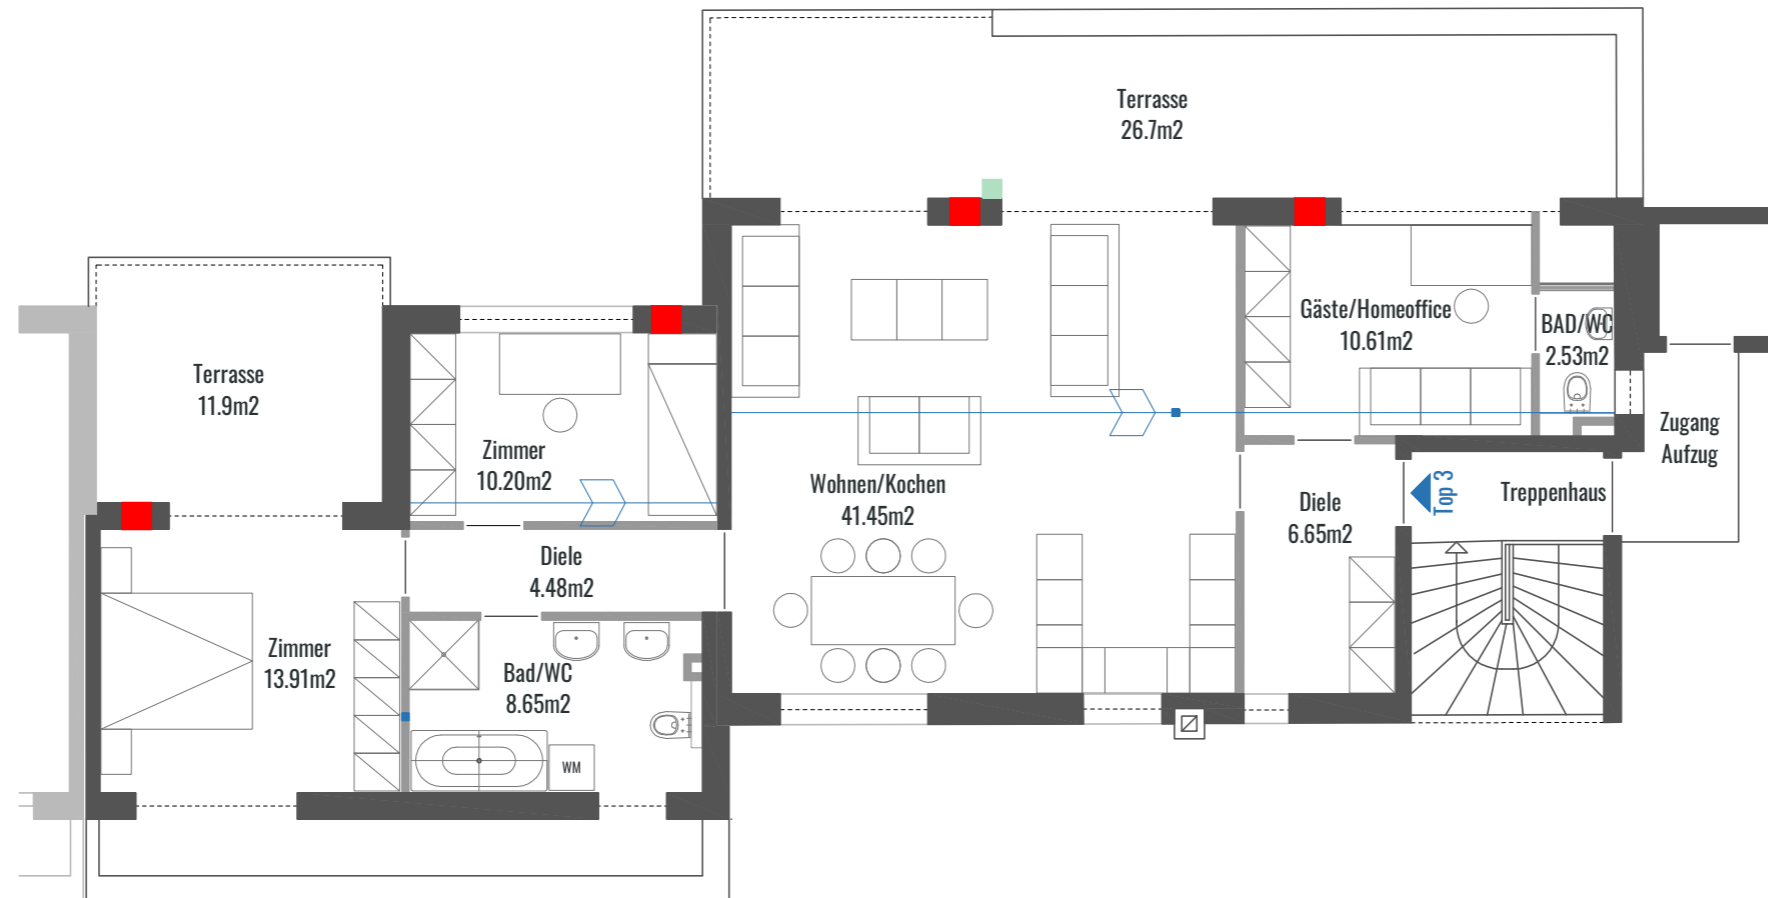 Terrasse
26.7m2
Terrasse
11.9m2
Zimmer
10.20m2
Gäste/Homeoffice
10.61m2
BAD/WC
2.53m2
Zugang
Aufzug
Wohnen/Kochen
41.45m2
Diele
6.65m2
Top 3
Treppenhaus
Diele
4.48m2
Zimmer
13.91m2
Bad/WC
8.65m2
WM